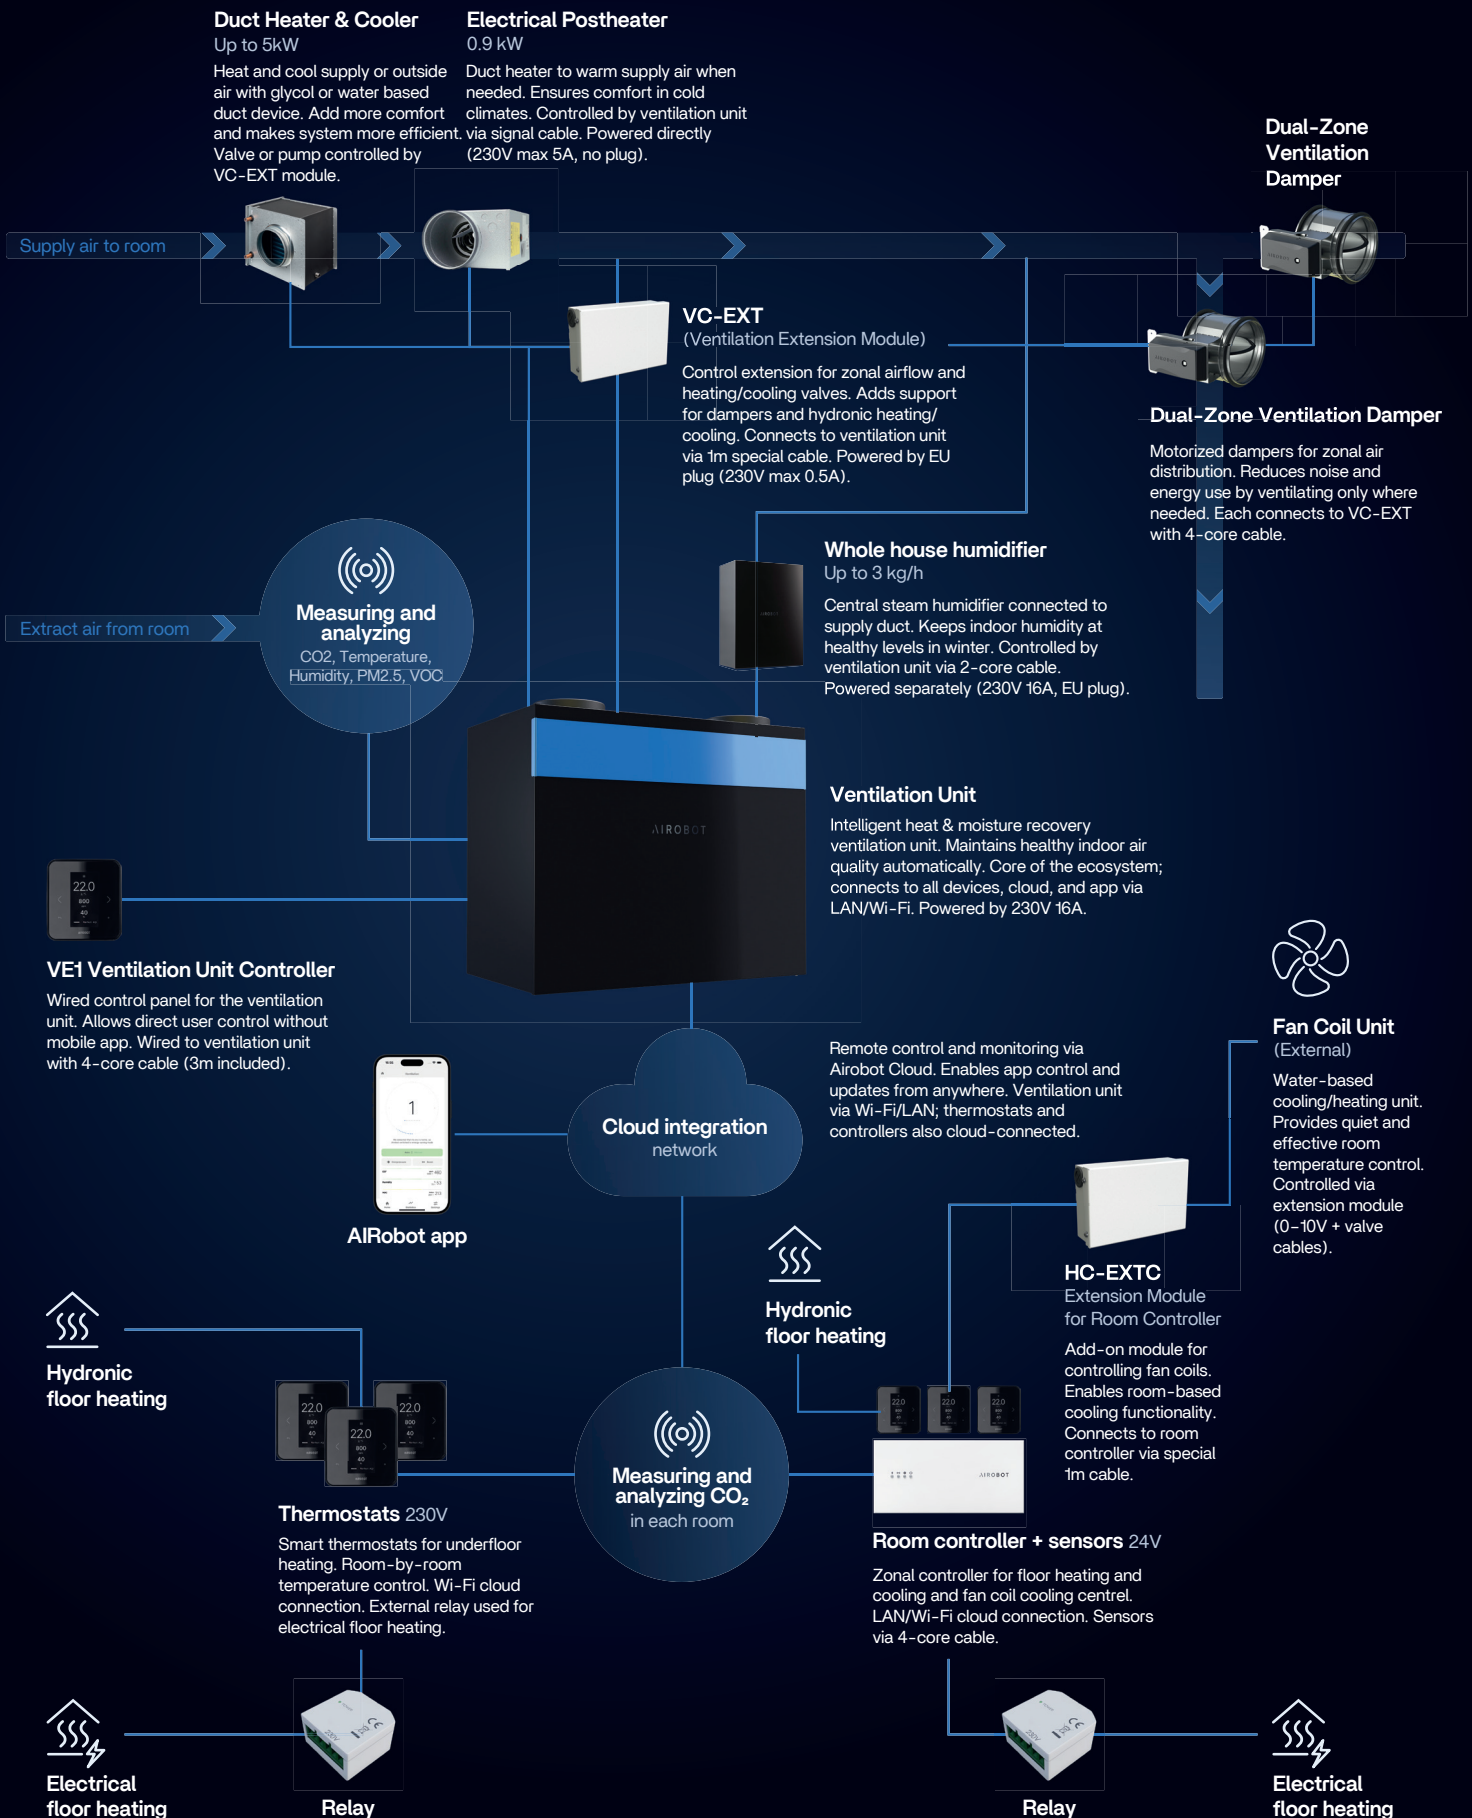 Duct Heater & Cooler
Up to 5kW
Heat and cool supply or outside
air with glycol or water based
duct device. Add more comfort
and makes system more efficient.
Valve or pump controlled by
VC-EXT module.
Electrical Postheater
0.9 kW
Duct heater to warm supply air when
needed. Ensures comfort in cold
climates. Controlled by ventilation unit
via signal cable. Powered directly
(230V max 5A, no plug).
Dual-Zone
Ventilation
Damper
Supply air to room
VC-EXT
(Ventilation Extension Module)
Control extension for zonal airflow and
heating/cooling valves. Adds support
for dampers and hydronic heating/
cooling. Connects to ventilation unit
via 1m special cable. Powered by EU
plug (230V max 0.5A).
AIROBOT
AIROBOT
Dual-Zone Ventilation Damper
Motorized dampers for zonal air
distribution. Reduces noise and
energy use by ventilating only where
needed. Each connects to VC-EXT
with 4-core cable.
Measuring and
analyzing
CO2, Temperature,
Humidity, PM2.5, VOC
Extract air from room
AIROBOT
Whole house humidifier
Up to 3 kg/h
Central steam humidifier connected to
supply duct. Keeps indoor humidity at
healthy levels in winter. Controlled by
ventilation unit via 2-core cable.
Powered separately (230V 16A, EU plug).
AIROBOT
Ventilation Unit
Intelligent heat & moisture recovery
ventilation unit. Maintains healthy indoor air
quality automatically. Core of the ecosystem;
connects to all devices, cloud, and app via
LAN/Wi-Fi. Powered by 230V 16A.
22.0
800
40
VE1 Ventilation Unit Controller
Wired control panel for the ventilation
unit. Allows direct user control without
mobile app. Wired to ventilation unit
with 4-core cable (3m included).
1
AIRobot app
Cloud integration
network
Remote control and monitoring via
Airobot Cloud. Enables app control and
updates from anywhere. Ventilation unit
via Wi-Fi/LAN; thermostats and
controllers also cloud-connected.
Fan Coil Unit
(External)
Water-based
cooling/heating unit.
Provides quiet and
effective room
temperature control.
Controlled via
extension module
(0-10V + valve
cables).
HC-EXTC
Extension Module
for Room Controller
Add-on module for
controlling fan coils.
Enables room-based
cooling functionality.
Connects to room
controller via special
1m cable.
Hydronic
floor heating
Hydronic
floor heating
22.0
800
40
22.0
800
40
22.0
800
40
Thermostats 230V
Smart thermostats for underfloor
heating. Room-by-room
temperature control. Wi-Fi cloud
connection. External relay used for
electrical floor heating.
Measuring and
analyzing CO₂
in each room
22.0
800
40
22.0
800
40
22.0
800
40
AIROBOT
Room controller + sensors 24V
Zonal controller for floor heating and
cooling and fan coil cooling centrel.
LAN/Wi-Fi cloud connection. Sensors
via 4-core cable.
Electrical
floor heating
230V
CE
Relay
230V
CE
Relay
Electrical
floor heating